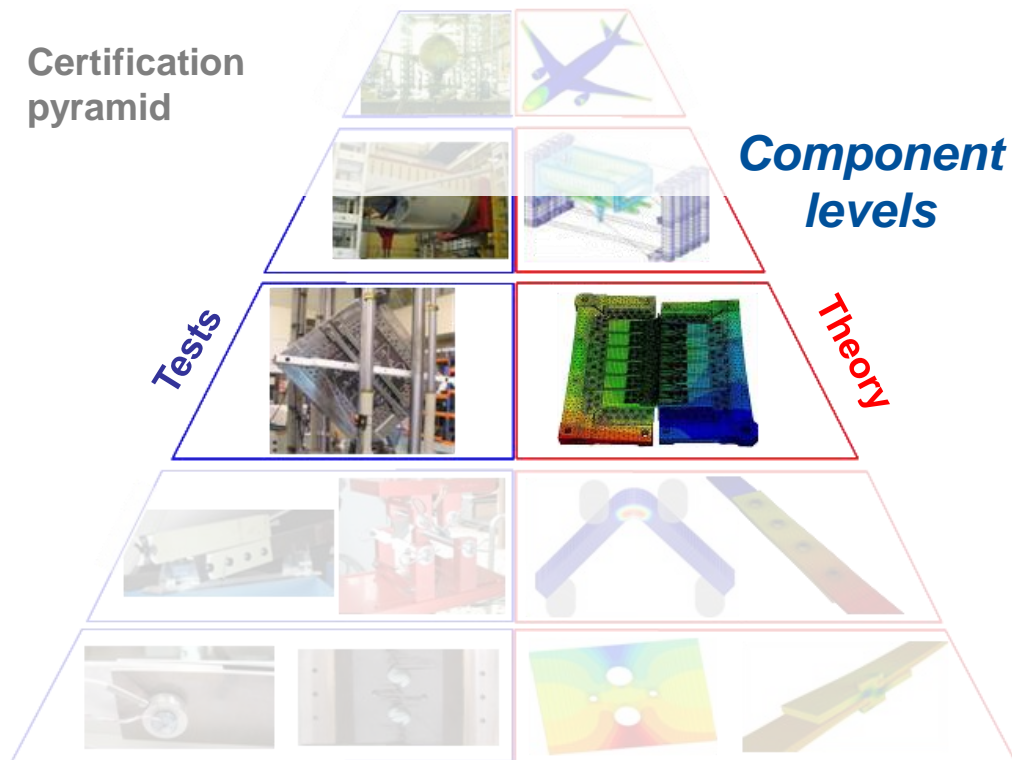 Certification
pyramid
Component
levels
Tests
Theory